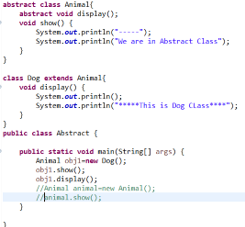 abstract class Animal{
    abstract void display();
    void show() {
        System.out.println("-----");
        System.out.println("We are in Abstract Class");
    }
}

class Dog extends Animal{
    void display() {
        System.out.println();
        System.out.println("*****This is Dog Class****");
    }
}
public class Abstract {

    public static void main(String[] args) {
        Animal obj1=new Dog();
        obj1.show();
        obj1.display();
        //Animal animal=new Animal();
        //animal.show();
    }

}